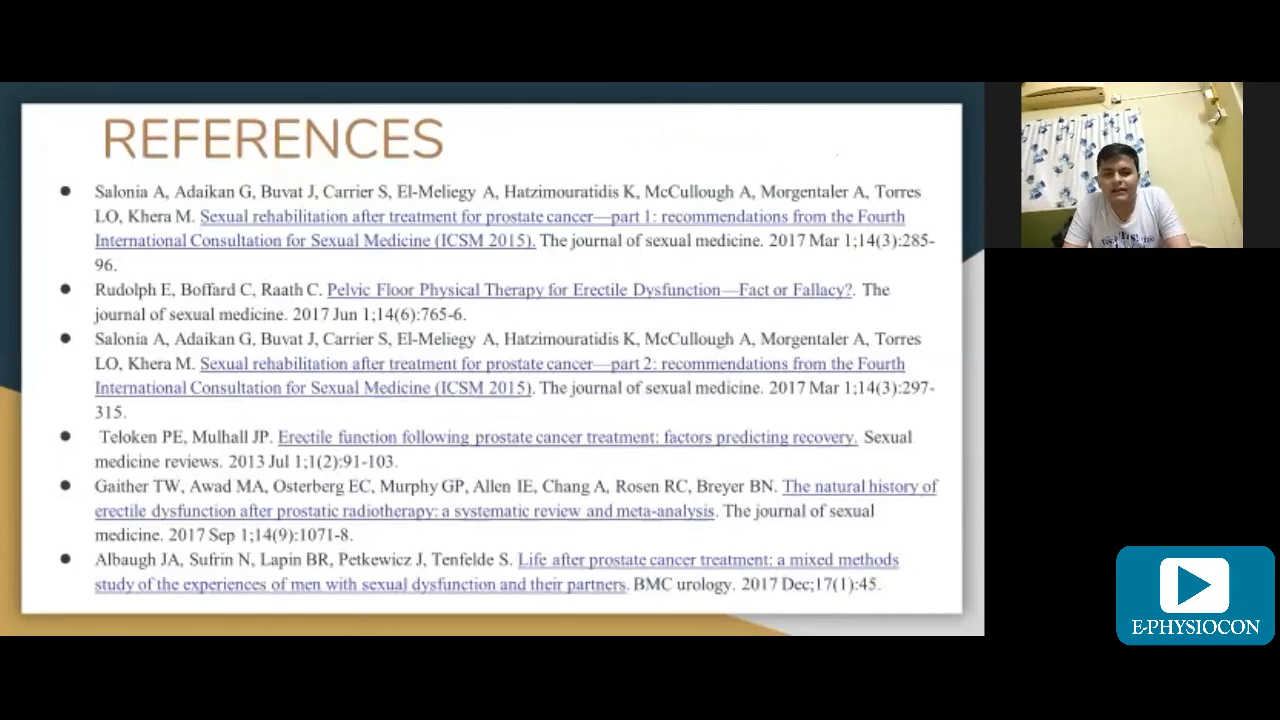 REFERENCES
● Salonia A, Adaikan G, Buvat J, Carrier S, El-Meliegy A, Hatzimouratidis K, McCullough A, Morgentaler A, Torres
LO, Khera M. Sexual rehabilitation after treatment for prostate cancer—part 1: recommendations from the Fourth
International Consultation for Sexual Medicine (ICSM 2015). The journal of sexual medicine. 2017 Mar 1;14(3):285-
96.
● Rudolph E, Boffard C, Raath C. Pelvic Floor Physical Therapy for Erectile Dysfunction—Fact or Fallacy?. The
journal of sexual medicine. 2017 Jun 1;14(6):765-6.
● Salonia A, Adaikan G, Buvat J, Carrier S, El-Meliegy A, Hatzimouratidis K, McCullough A, Morgentaler A, Torres
LO, Khera M. Sexual rehabilitation after treatment for prostate cancer—part 2: recommendations from the Fourth
International Consultation for Sexual Medicine (ICSM 2015). The journal of sexual medicine. 2017 Mar 1;14(3):297-
315.
● Teloken PE, Mulhall JP. Erectile function following prostate cancer treatment: factors predicting recovery. Sexual
medicine reviews. 2013 Jul 1;1(2):91-103.
● Gaither TW, Awad MA, Osterberg EC, Murphy GP, Allen IE, Chang A, Rosen RC, Breyer BN. The natural history of
erectile dysfunction after prostatic radiotherapy: a systematic review and meta-analysis. The journal of sexual
medicine. 2017 Sep 1;14(9):1071-8.
● Albaugh JA, Sufrin N, Lapin BR, Petkewicz J, Tenfelde S. Life after prostate cancer treatment: a mixed methods
study of the experiences of men with sexual dysfunction and their partners. BMC urology. 2017 Dec;17(1):45.
E-PHYSIOCON